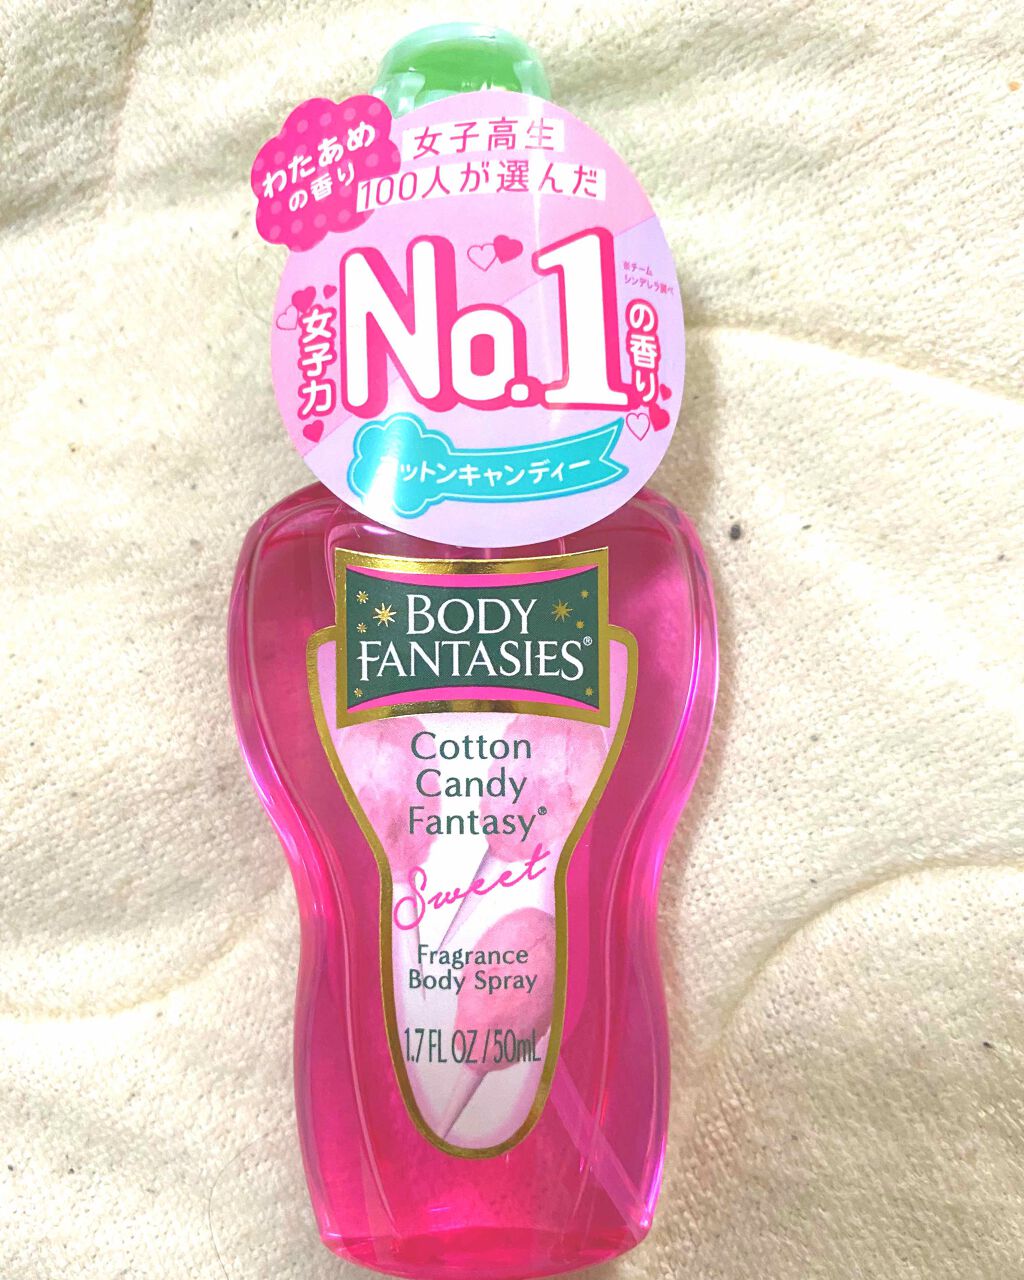 わたあめ
の香り
女子高生
100人が選んだ
女子力
No.1
の香り
※チーム
シンデレラ調べ
コットンキャンディー
BODY
FANTASIES®
Cotton
Candy
Fantasy®
Sweet
Fragrance
Body Spray
1.7 FL OZ / 50mL